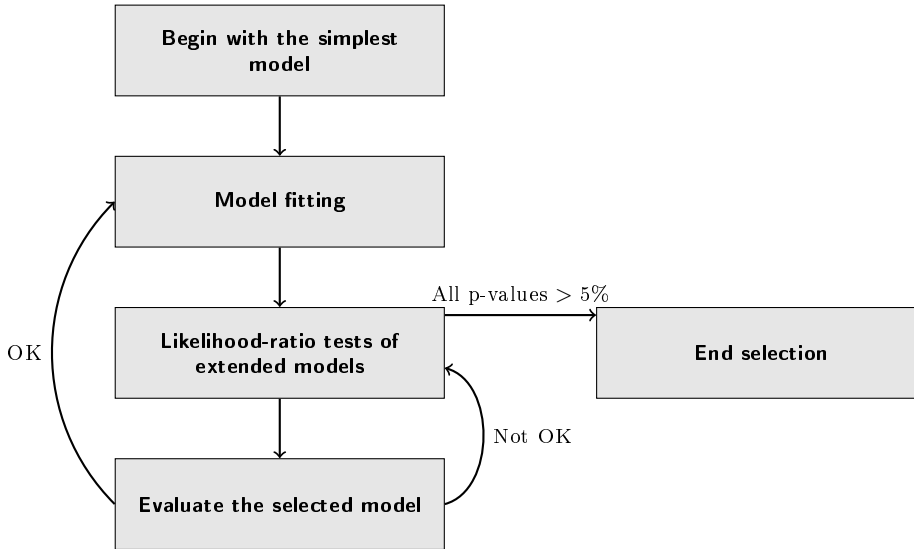 Begin with the simplest
model
Model fitting
All p-values > 5%
Likelihood-ratio tests of
extended models
End selection
OK
Not OK
Evaluate the selected model